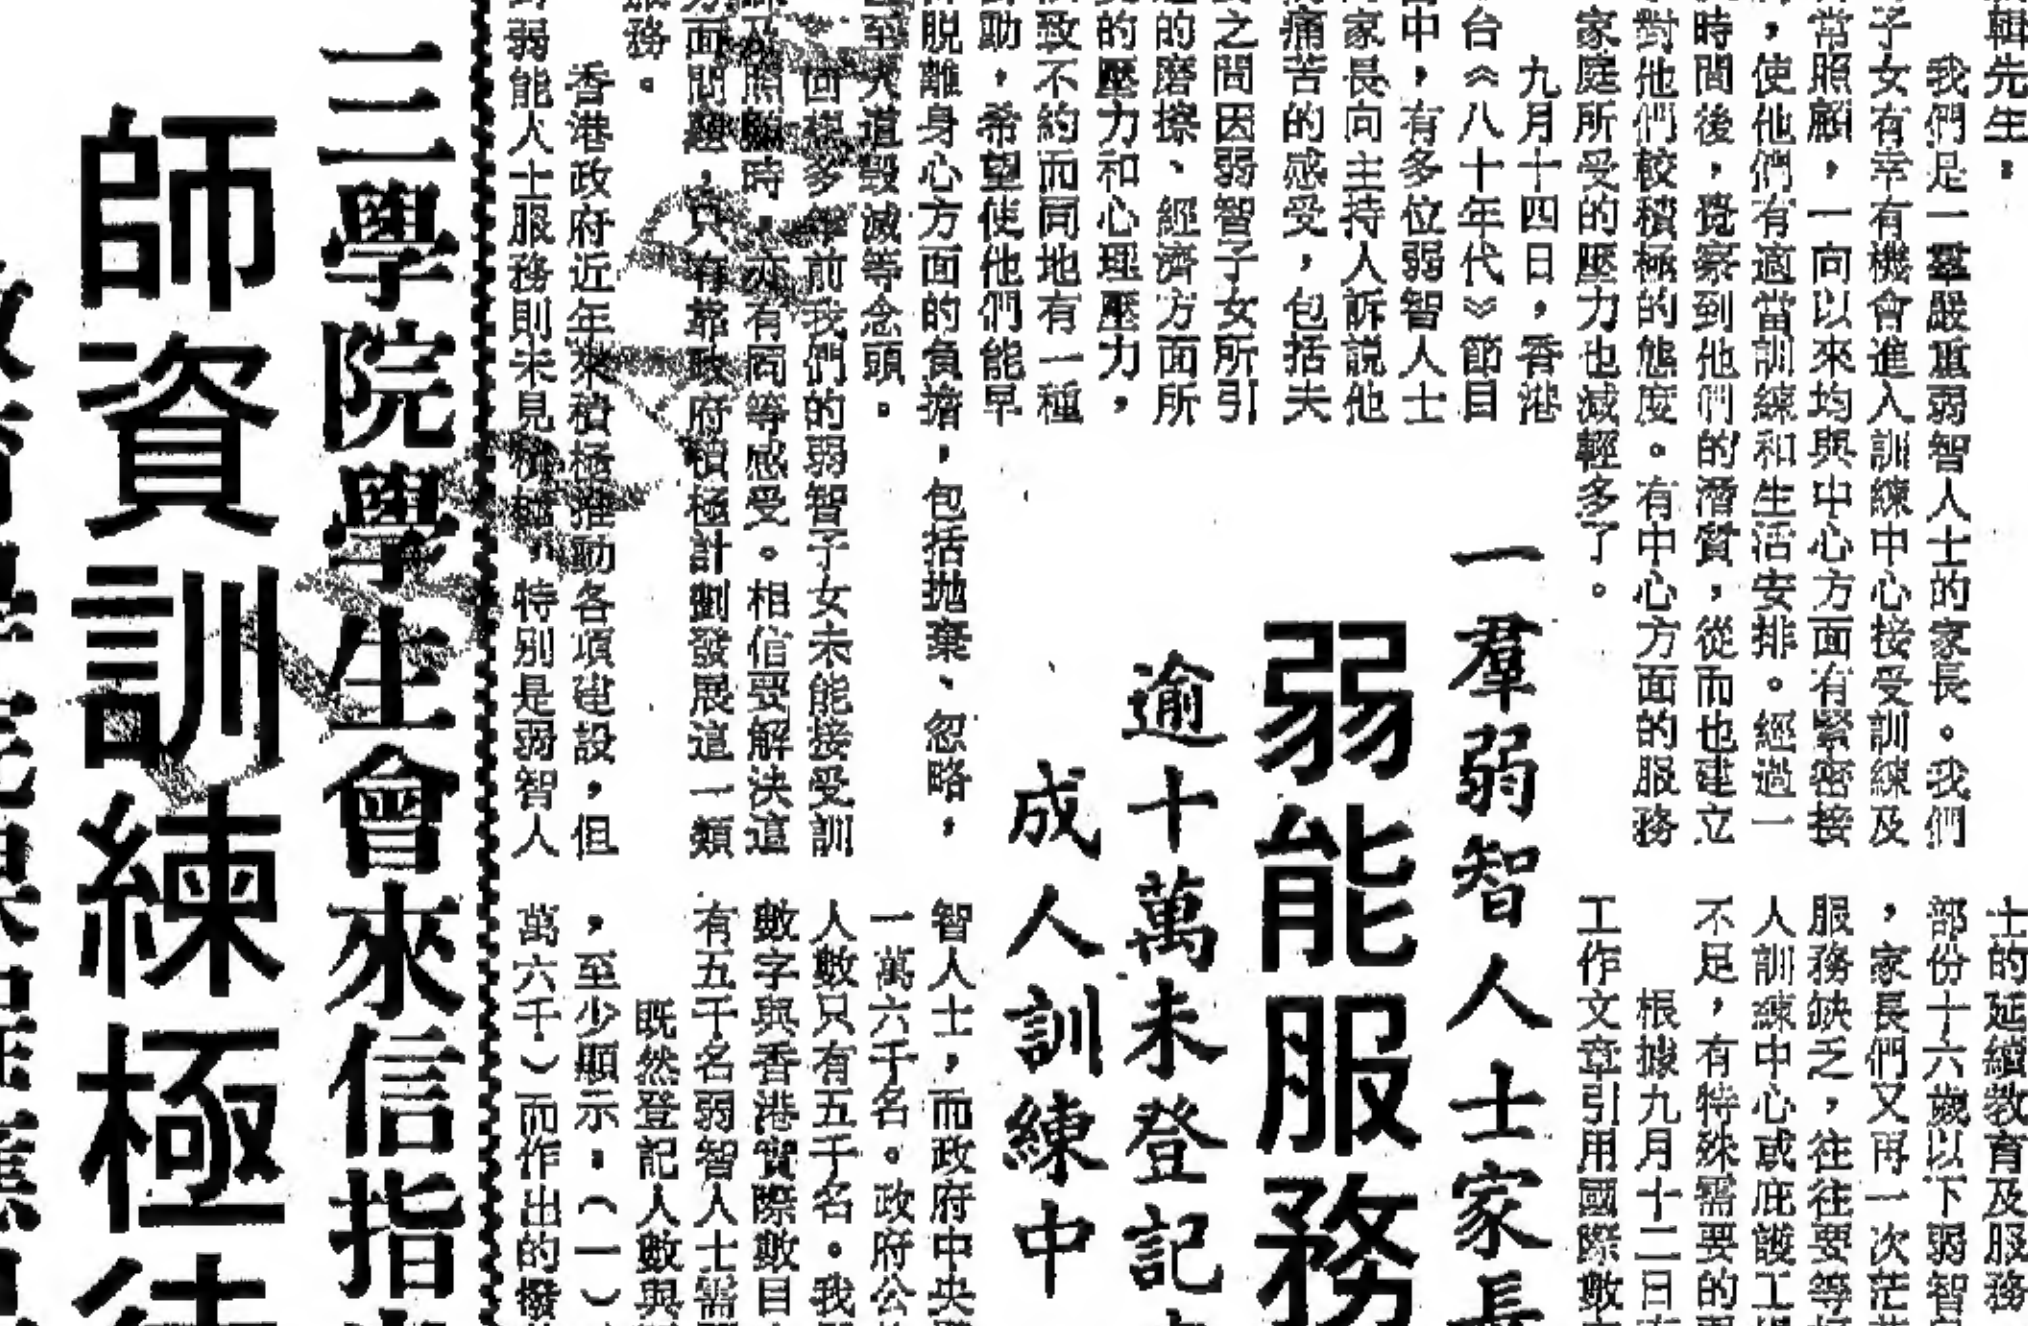 輯先生：
我們是一羣嚴重弱智人士的家長。我們
子女有幸有機會進入訓練中心接受訓練及
常照顧，一向以來均與中心方面有緊密接
，使他們有適當訓練和生活安排。經過一
時間後，覺察到他們的潛質，從而也建立
對他們較積極的態度。有中心方面的服務
家庭所受的壓力也減輕多了。
九月十四日，香港
台《八十年代》節目
中，有多位弱智人士
家長向主持人訴說他
痛苦的感受，包括夫
之間因弱智子女所引
的磨擦、經濟方面所
的壓力和心理壓力，
致不約而同地有一種
動，希望使他們能早
脫離身心方面的負擔，包括拋棄、忽略，
至人道毀滅等念頭。
回想多年前我們的弱智子女未能接受訓
照顧時，亦有同等感受。相信要解決這
方面問題，只有靠政府積極計劃發展這一類
服務。
香港政府近年來積極推動各項建設，但
弱能人士服務則未見積極，特別是弱智人
一羣弱智人士家長
弱能服務
逾十萬未登記
成人訓練中
士的延續教育及服務
部份十六歲以下弱智
，家長們又再一次茫
服務缺乏，往往要等
人訓練中心或庇護工
不足，有特殊需要的
根據九月十二日
工作文章引用國際數
智人士，而政府中央
一萬六千名。政府公
人數只有五千名。我
數字與香港實際數目
有五千名弱智人士需
既然登記人數與
，至少顯示：（一）
萬六千）而作出的撥
三學院學生會來信指
師資訓練極